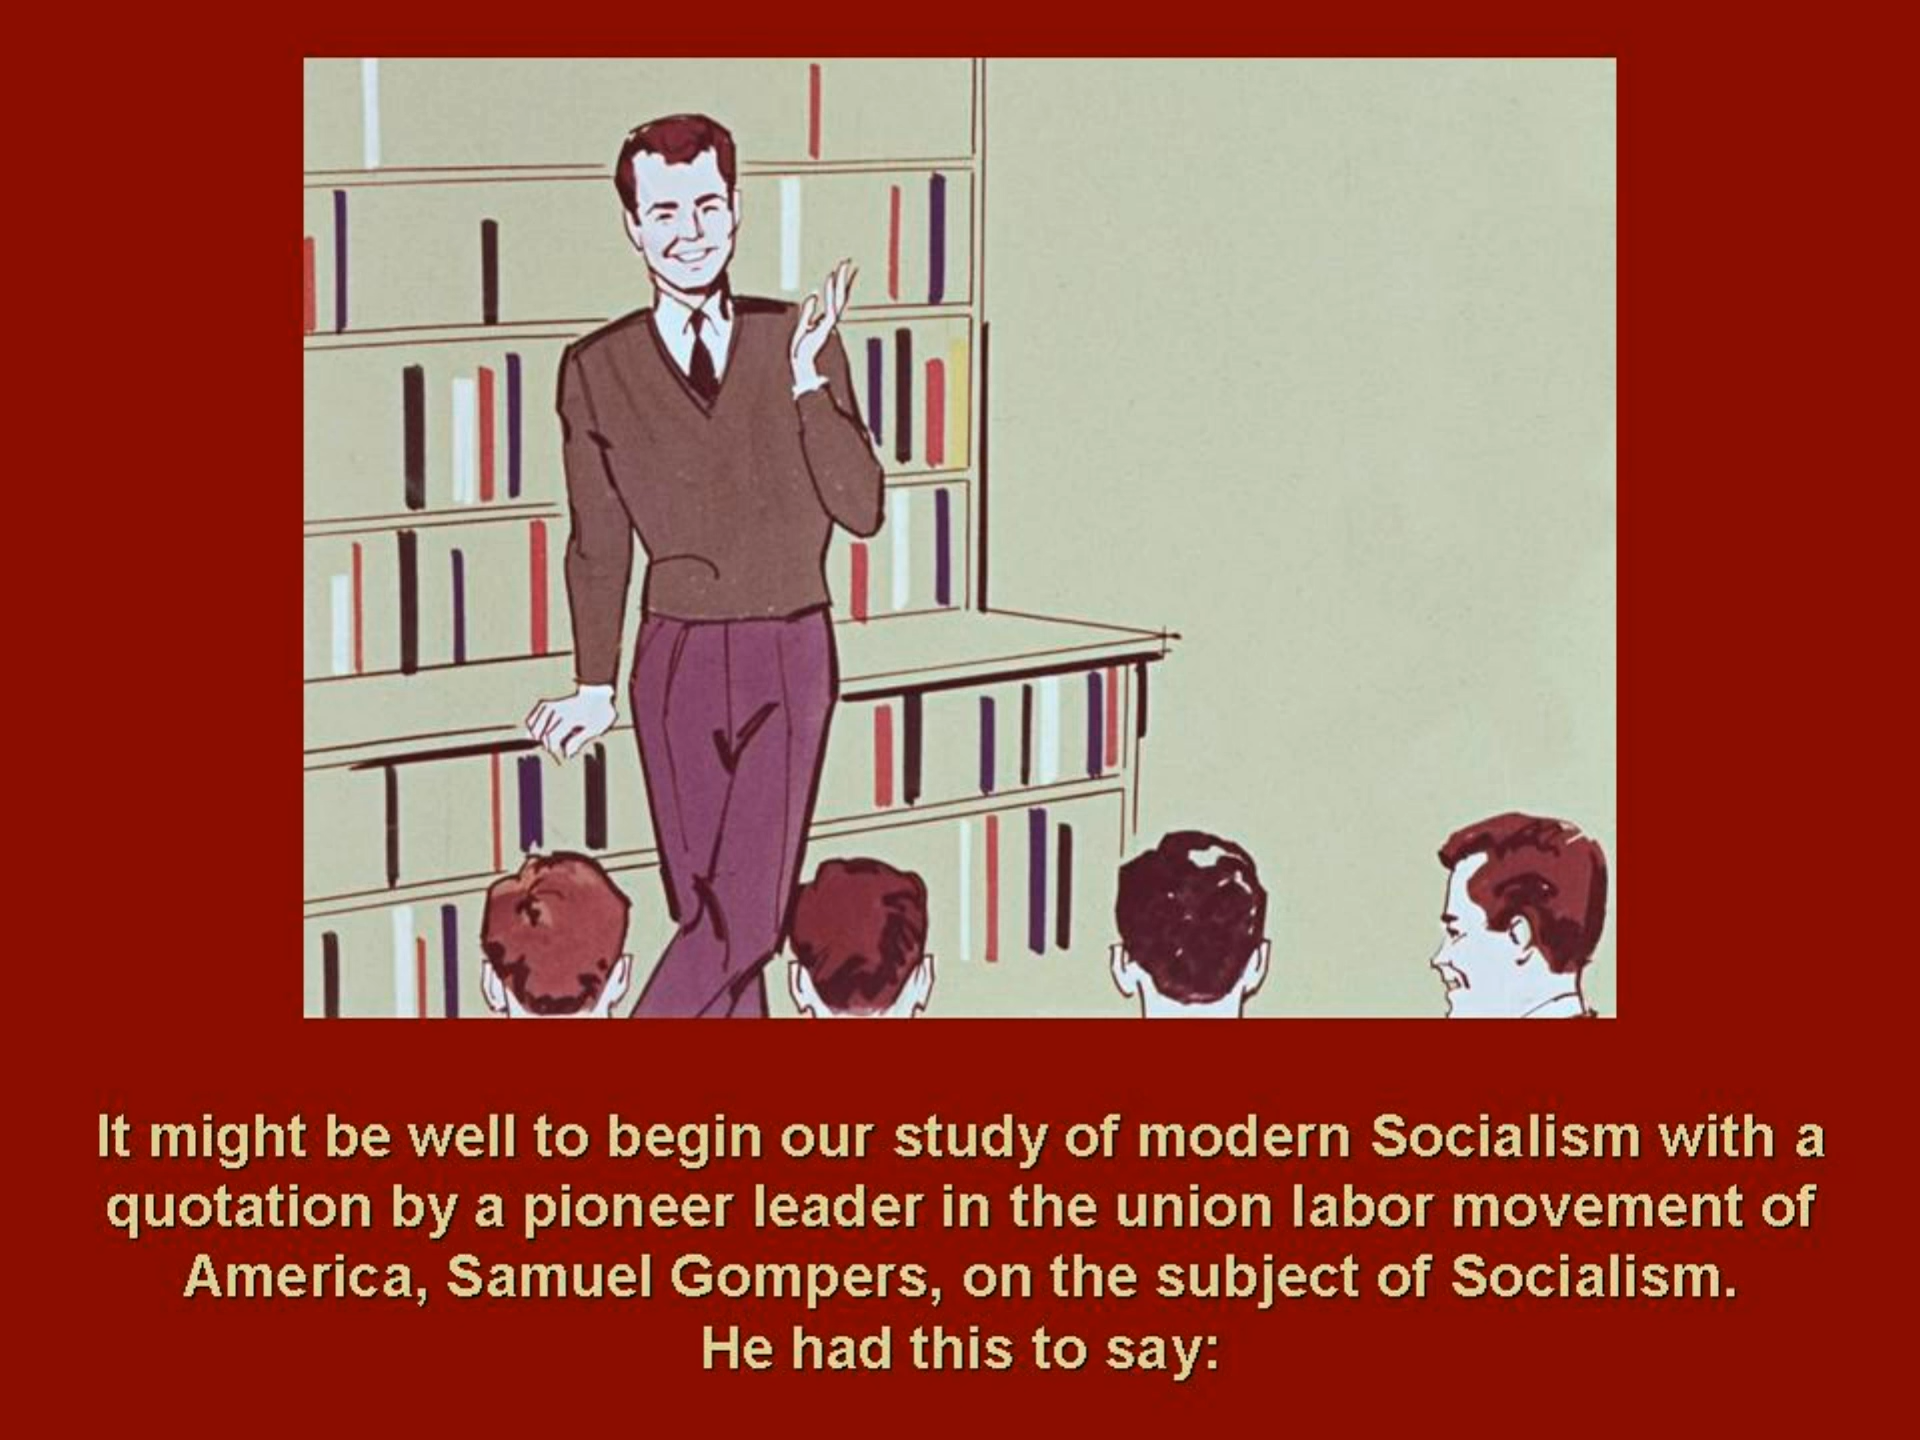 It might be well to begin our study of modern Socialism with a
quotation by a pioneer leader in the union labor movement of
America, Samuel Gompers, on the subject of Socialism.
He had this to say: